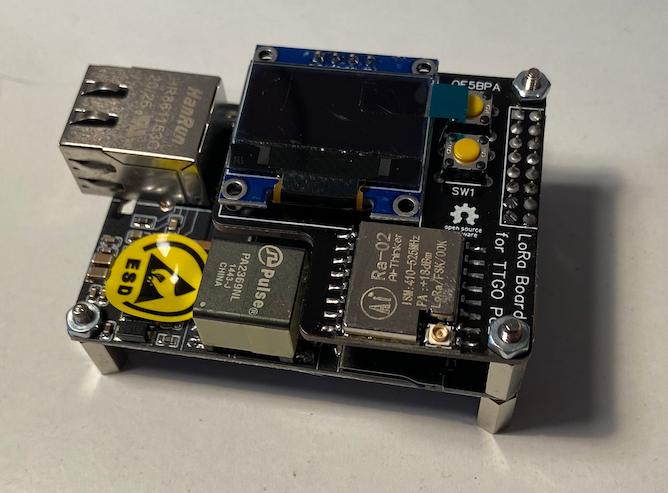 HanRun
HR861153C
OE5BPA
SW1
open source
LoRa Board
for TTGO
ESD
Pulse®
PA2369NL
1443-J
CHINA
Ai
Ra-02
Ai-Thinker
ISM:410-525MHz
PA :+18dBm
LoRa/FSK/OOK